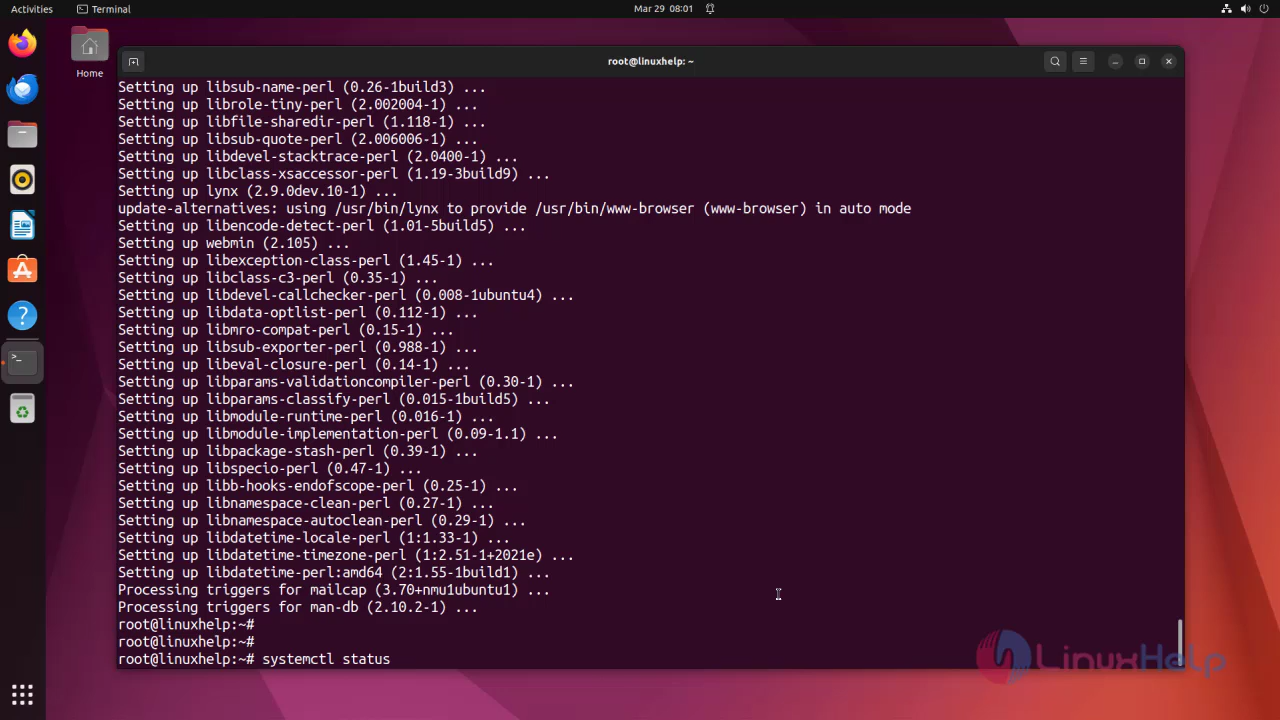 Activities
Terminal
Mar 29 08:01
Home
root@linuxhelp: ~
Setting up libsub-name-perl (0.26-1build3) ...
Setting up librole-tiny-perl (2.002004-1) ...
Setting up libfile-sharedir-perl (1.118-1) ...
Setting up libsub-quote-perl (2.006006-1) ...
Setting up libdevel-stacktrace-perl (2.0400-1) ...
Setting up libclass-xsaccessor-perl (1.19-3build9) ...
Setting up lynx (2.9.0dev.10-1) ...
update-alternatives: using /usr/bin/lynx to provide /usr/bin/www-browser (www-browser) in auto mode
Setting up libencode-detect-perl (1.01-5build5) ...
Setting up webmin (2.105) ...
Setting up libexception-class-perl (1.45-1) ...
Setting up libclass-c3-perl (0.35-1) ...
Setting up libdevel-callchecker-perl (0.008-1ubuntu4) ...
Setting up libdata-optlist-perl (0.112-1) ...
Setting up libmro-compat-perl (0.15-1) ...
Setting up libsub-exporter-perl (0.988-1) ...
Setting up libeval-closure-perl (0.14-1) ...
Setting up libparams-validationcompiler-perl (0.30-1) ...
Setting up libparams-classify-perl (0.015-1build5) ...
Setting up libmodule-runtime-perl (0.016-1) ...
Setting up libmodule-implementation-perl (0.09-1.1) ...
Setting up libpackage-stash-perl (0.39-1) ...
Setting up libspecio-perl (0.47-1) ...
Setting up libb-hooks-endofscope-perl (0.25-1) ...
Setting up libnamespace-clean-perl (0.27-1) ...
Setting up libnamespace-autoclean-perl (0.29-1) ...
Setting up libdatetime-locale-perl (1:1.33-1) ...
Setting up libdatetime-timezone-perl (1:2.51-1+2021e) ...
Setting up libdatetime-perl:amd64 (2:1.55-1build1) ...
Processing triggers for mailcap (3.70+nmu1ubuntu1) ...
Processing triggers for man-db (2.10.2-1) ...
root@linuxhelp:~#
root@linuxhelp:~#
root@linuxhelp:~# systemctl status
LinuxHelp